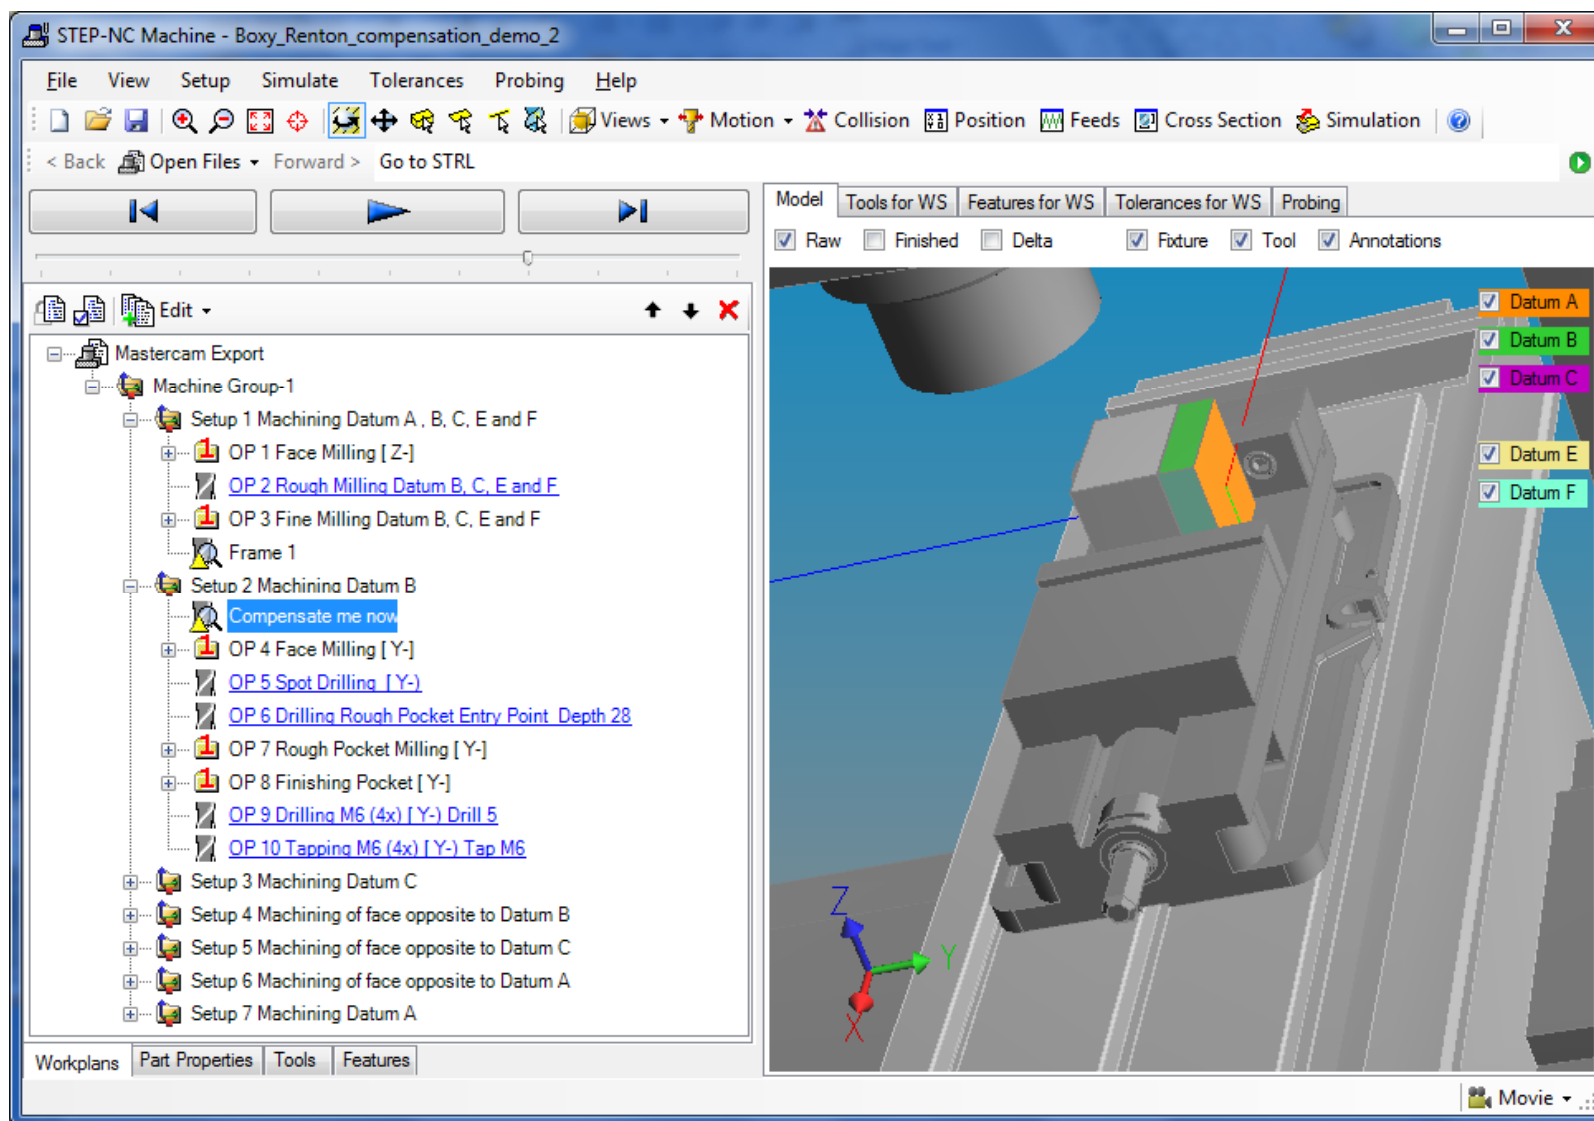 STEP-NC Machine - Boxy_Renton_compensation_demo_2
File View Setup Simulate Tolerances Probing Help
Views Motion Collision Position Feeds Cross Section Simulation
< Back Open Files Forward > Go to STRL
Model Tools for WS Features for WS Tolerances for WS Probing
Raw Finished Delta Fixture Tool Annotations
Edit
Mastercam Export
Machine Group-1
Setup 1 Machining Datum A , B, C, E and F
OP 1 Face Milling [ Z-]
OP 2 Rough Milling Datum B, C, E and F
OP 3 Fine Milling Datum B, C, E and F
Frame 1
Setup 2 Machining Datum B
Compensate me now
OP 4 Face Milling [ Y-]
OP 5 Spot Drilling [ Y-)
OP 6 Drilling Rough Pocket Entry Point Depth 28
OP 7 Rough Pocket Milling [ Y-]
OP 8 Finishing Pocket [ Y-]
OP 9 Drilling M6 (4x) [ Y-) Drill 5
OP 10 Tapping M6 (4x) [ Y-) Tap M6
Setup 3 Machining Datum C
Setup 4 Machining of face opposite to Datum B
Setup 5 Machining of face opposite to Datum C
Setup 6 Machining of face opposite to Datum A
Setup 7 Machining Datum A
Datum A
Datum B
Datum C
Datum E
Datum F
Z
Y
X
Workplans Part Properties Tools Features
Movie